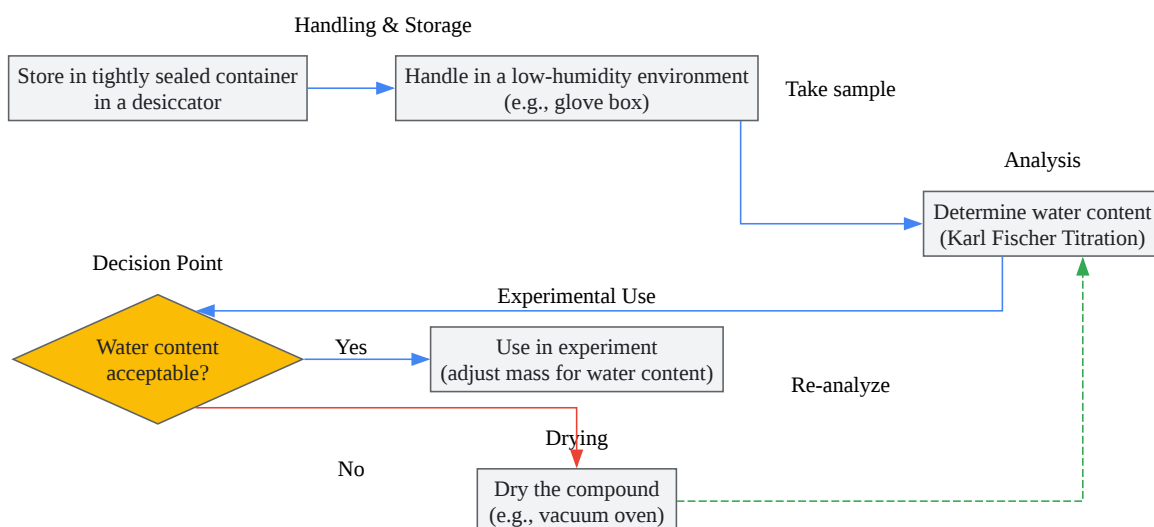 Handling & Storage
Store in tightly sealed container
in a desiccator
Handle in a low-humidity environment
(e.g., glove box)
Take sample
Analysis
Determine water content
(Karl Fischer Titration)
Decision Point
Experimental Use
Water content
acceptable?
Yes
Use in experiment
(adjust mass for water content)
Re-analyze
Drying
No
Dry the compound
(e.g., vacuum oven)